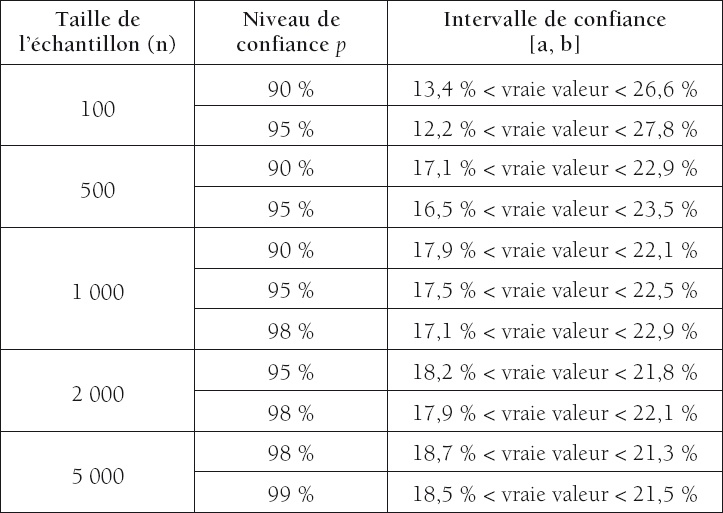 Taille de l'échantillon (n) Niveau de confiance p Intervalle de confiance [a, b]
100 90 % 13,4 % < vraie valeur < 26,6 %
95 % 12,2 % < vraie valeur < 27,8 %
500 90 % 17,1 % < vraie valeur < 22,9 %
95 % 16,5 % < vraie valeur < 23,5 %
1 000 90 % 17,9 % < vraie valeur < 22,1 %
95 % 17,5 % < vraie valeur < 22,5 %
98 % 17,1 % < vraie valeur < 22,9 %
2 000 95 % 18,2 % < vraie valeur < 21,8 %
98 % 17,9 % < vraie valeur < 22,1 %
5 000 98 % 18,7 % < vraie valeur < 21,3 %
99 % 18,5 % < vraie valeur < 21,5 %